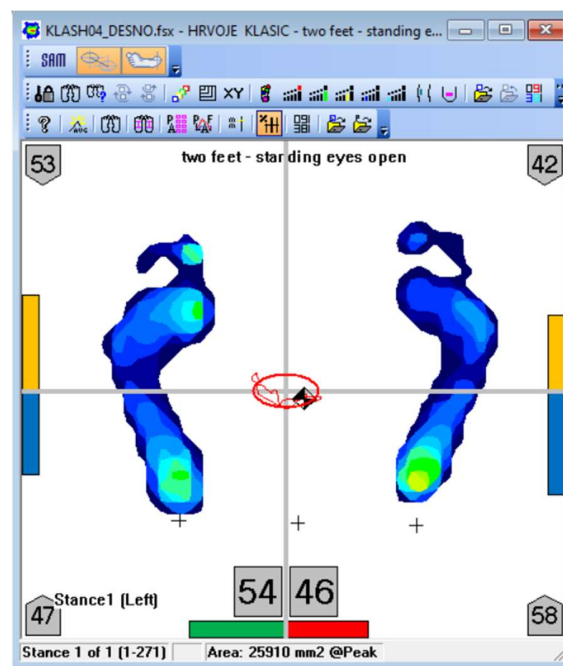 KLASH04_DESNO.fsx - HRVOJE KLASIC - two feet - standing e...
SAM
XY
53
two feet - standing eyes open
42
54 46
47
Stance1 (Left)
58
Stance 1 of 1 (1-271)
Area: 25910 mm2 @Peak